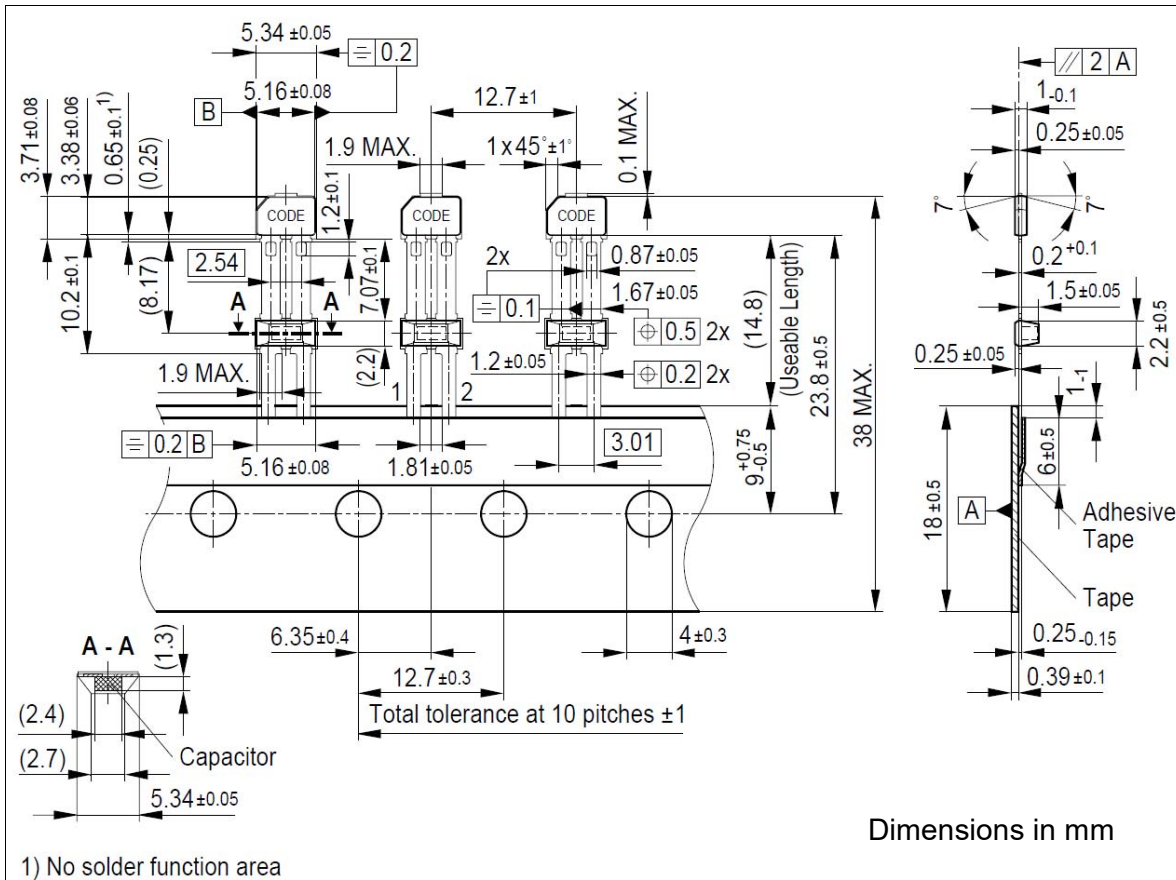 5.34 ±0.05
⌯ 0.2
// 2 A
B
5.16±0.08
12.7±1
1-0.1
3.71±0.08
3.38±0.06
0.65±0.1¹⁾
(0.25)
1.9 MAX.
1x45°±1°
0.1 MAX.
0.25±0.05
1.2±0.1
CODE
CODE
CODE
7°
7°
2x
0.87±0.05
0.2+0.1
2.54
10.2±0.1
(8.17)
7.07±0.1
⌯ 0.1
1.67±0.05
(14.8)
(Useable Length)
23.8±0.5
38 MAX.
1.5±0.05
A
A
⌖ 0.5 2x
2.2±0.5
(2.2)
1.9 MAX.
1
2
1.2±0.05
⌖ 0.2 2x
0.25±0.05
1-1
⌯ 0.2 B
5.16±0.08
1.81±0.05
3.01
9+0.75-0.5
6±0.5
18±0.5
A
Adhesive
Tape
Tape
A - A
(1.3)
6.35±0.4
4±0.3
0.25-0.15
12.7±0.3
0.39±0.1
(2.4)
Total tolerance at 10 pitches ±1
(2.7)
Capacitor
5.34±0.05
Dimensions in mm
1) No solder function area